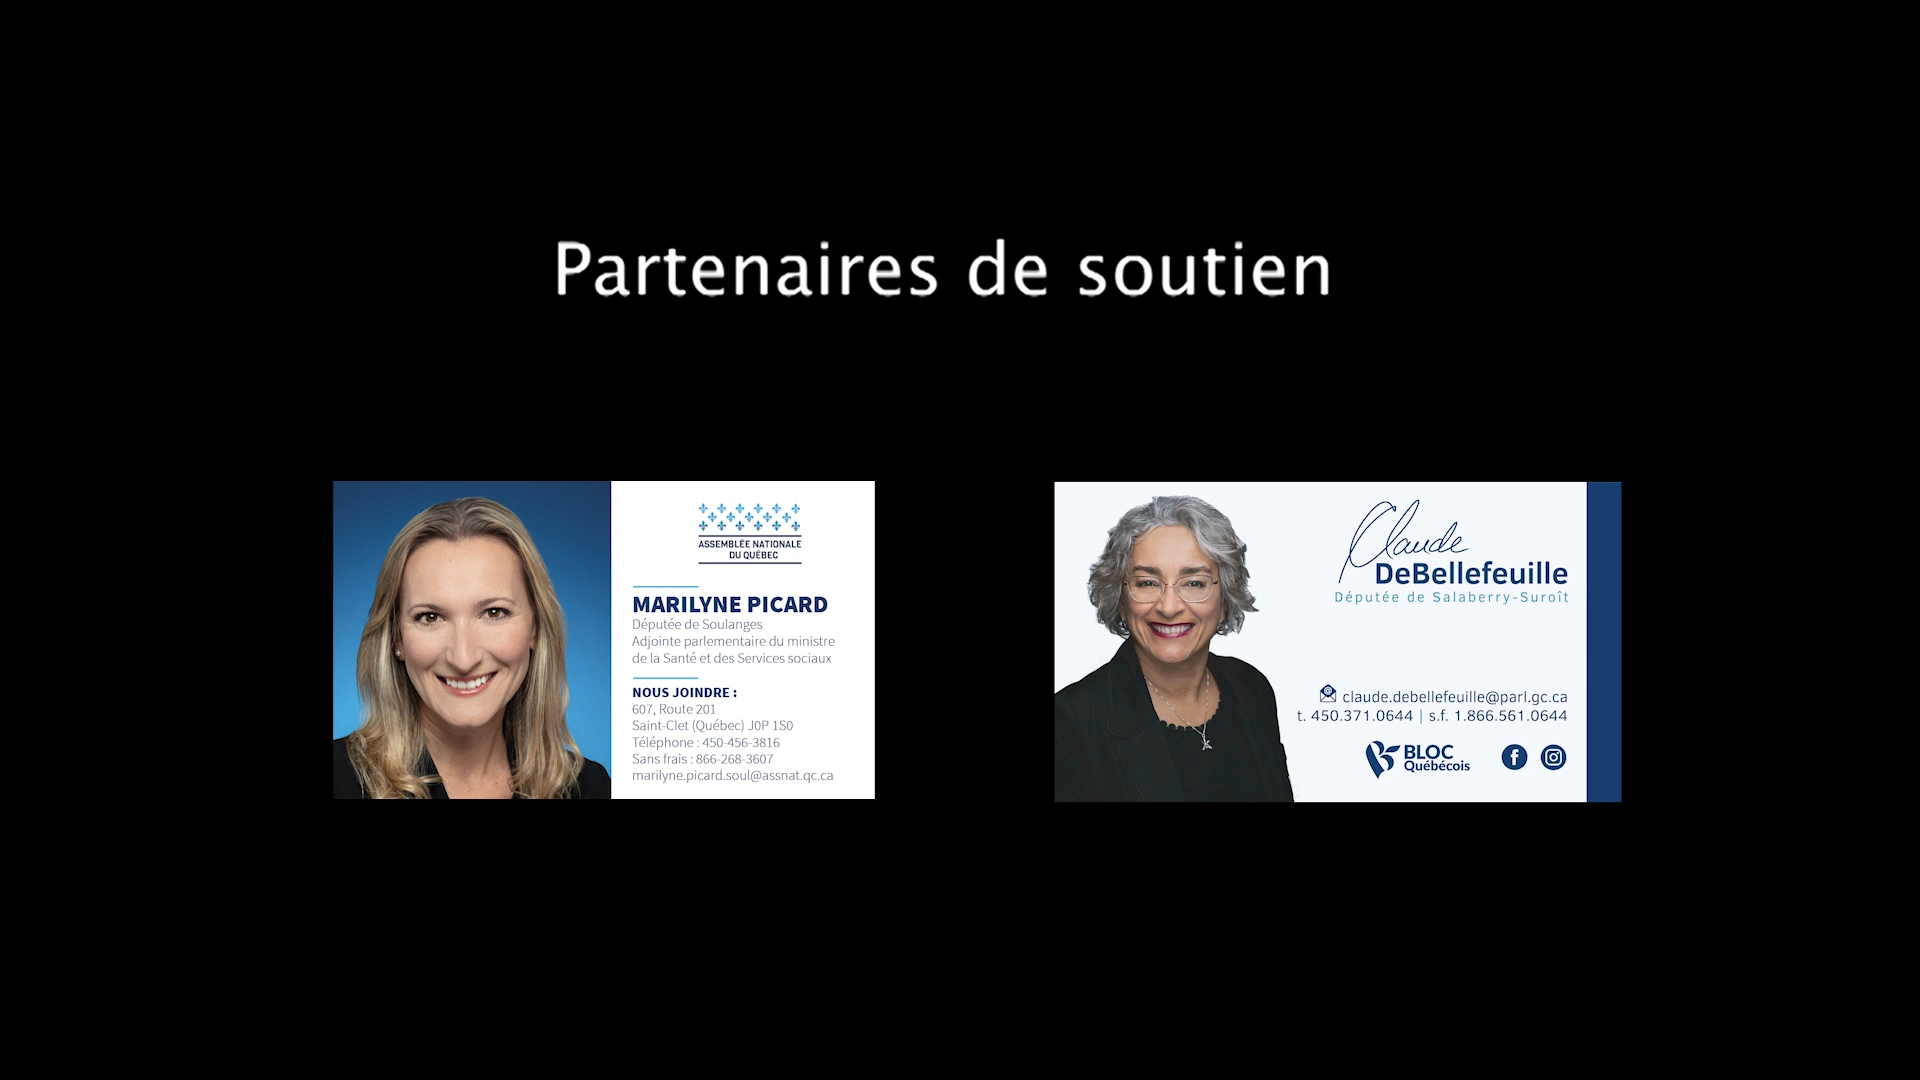 Partenaires de soutien
ASSEMBLÉE NATIONALE
DU QUÉBEC
MARILYNE PICARD
Députée de Soulanges
Adjointe parlementaire du ministre
de la Santé et des Services sociaux
NOUS JOINDRE :
607, Route 201
Saint-Clet (Québec) J0P 1S0
Téléphone : 450-456-3816
Sans frais : 866-268-3607
marilyne.picard.soul@assnat.qc.ca
Claude
DeBellefeuille
Députée de Salaberry-Suroît
claude.debellefeuille@parl.gc.ca
t. 450.371.0644 | s.f. 1.866.561.0644
BLOC
Québécois